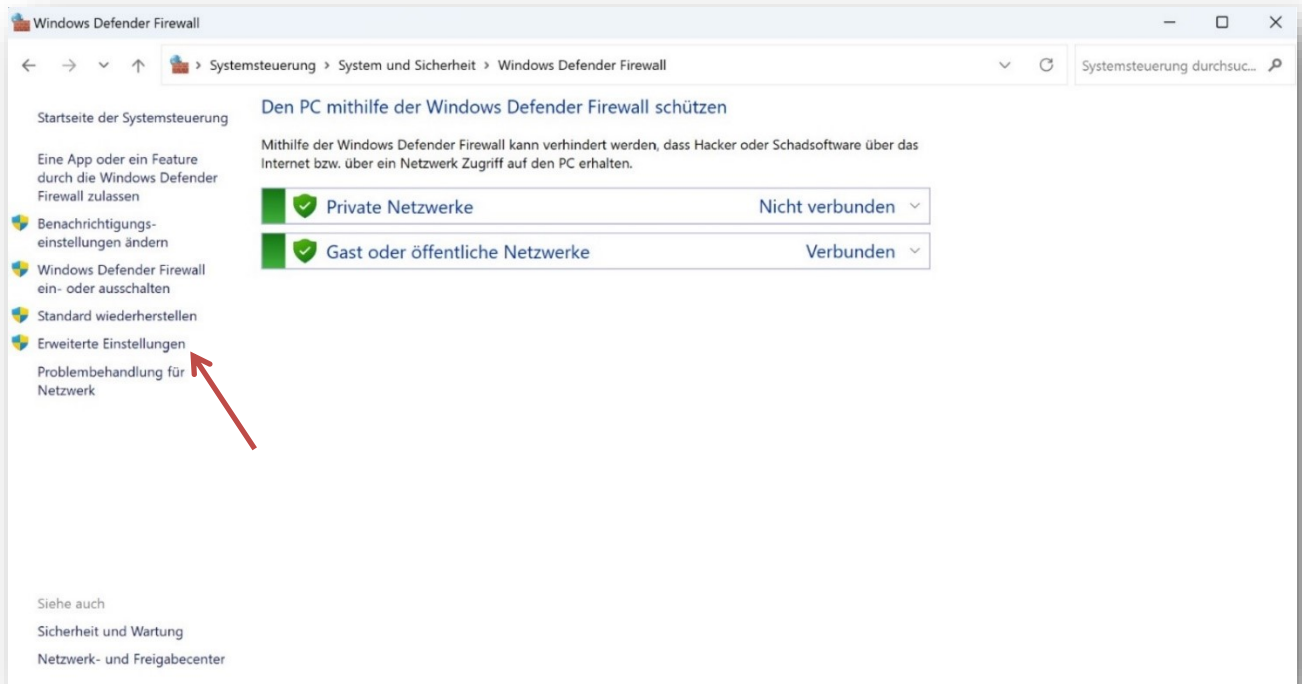 Windows Defender Firewall
Systemsteuerung > System und Sicherheit > Windows Defender Firewall
Systemsteuerung durchsuc...
Startseite der Systemsteuerung
Eine App oder ein Feature
durch die Windows Defender
Firewall zulassen
Benachrichtigungs-
einstellungen ändern
Windows Defender Firewall
ein- oder ausschalten
Standard wiederherstellen
Erweiterte Einstellungen
Problembehandlung für
Netzwerk
Den PC mithilfe der Windows Defender Firewall schützen
Mithilfe der Windows Defender Firewall kann verhindert werden, dass Hacker oder Schadsoftware über das
Internet bzw. über ein Netzwerk Zugriff auf den PC erhalten.
Private Netzwerke Nicht verbunden
Gast oder öffentliche Netzwerke Verbunden
Siehe auch
Sicherheit und Wartung
Netzwerk- und Freigabecenter